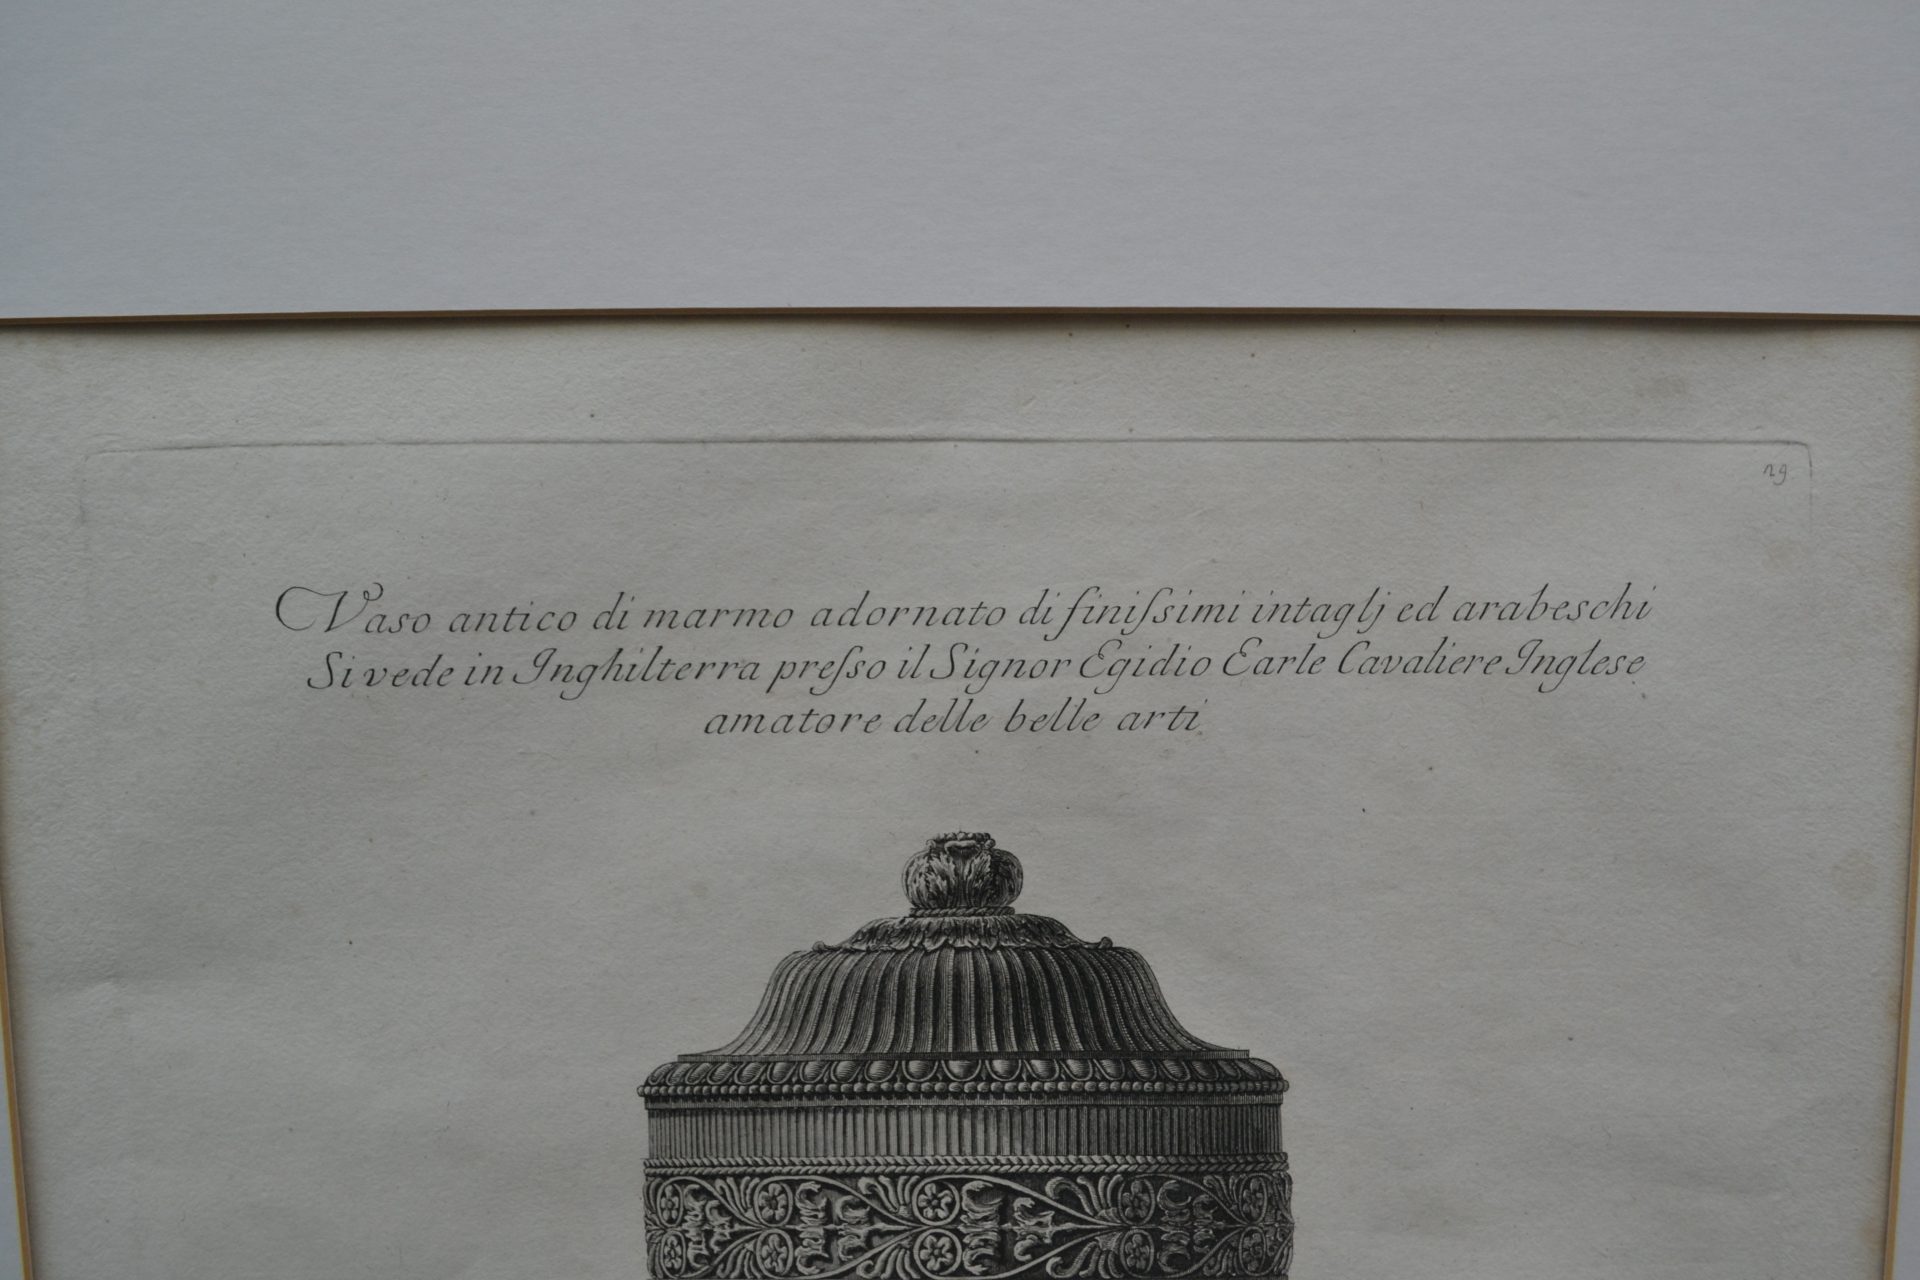 29
Vaso antico di marmo adornato di finiſsimi intaglj ed arabeschi
Si vede in Inghilterra preſso il Signor Egidio Earle Cavaliere Inglese
amatore delle belle arti